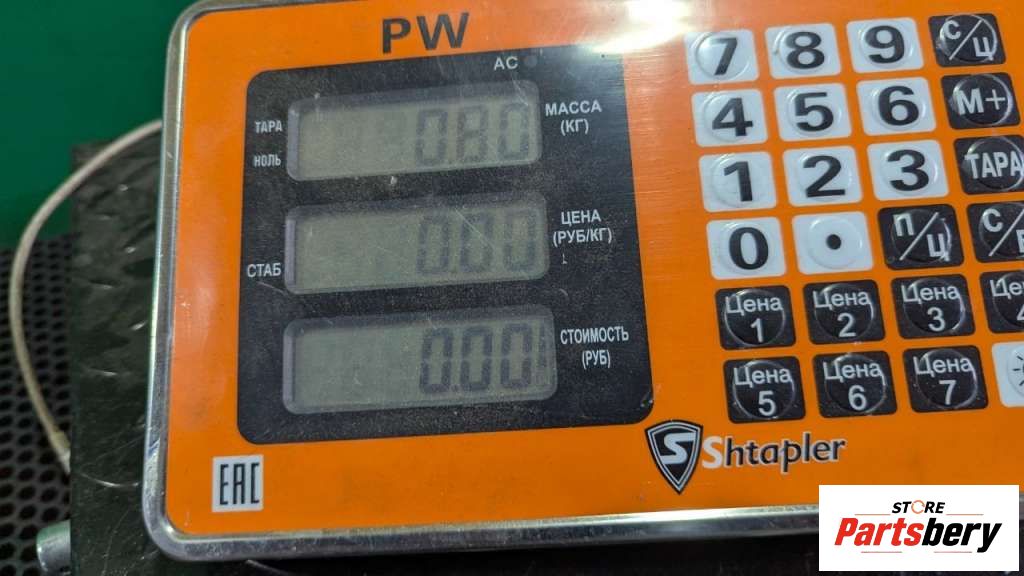 PW
AC
ТАРА
НОЛЬ
0.80
МАССА
(КГ)
СТАБ
0.00
ЦЕНА
(РУБ/КГ)
0.00
СТОИМОСТЬ
(РУБ)
7 8 9 С/Ц
4 5 6 М+
1 2 3 ТАРА
0 . П/Ц С/
Цена 1 Цена 2 Цена 3
Цена 5 Цена 6 Цена 7
S Shtapler
EAC
STORE
Partsbery